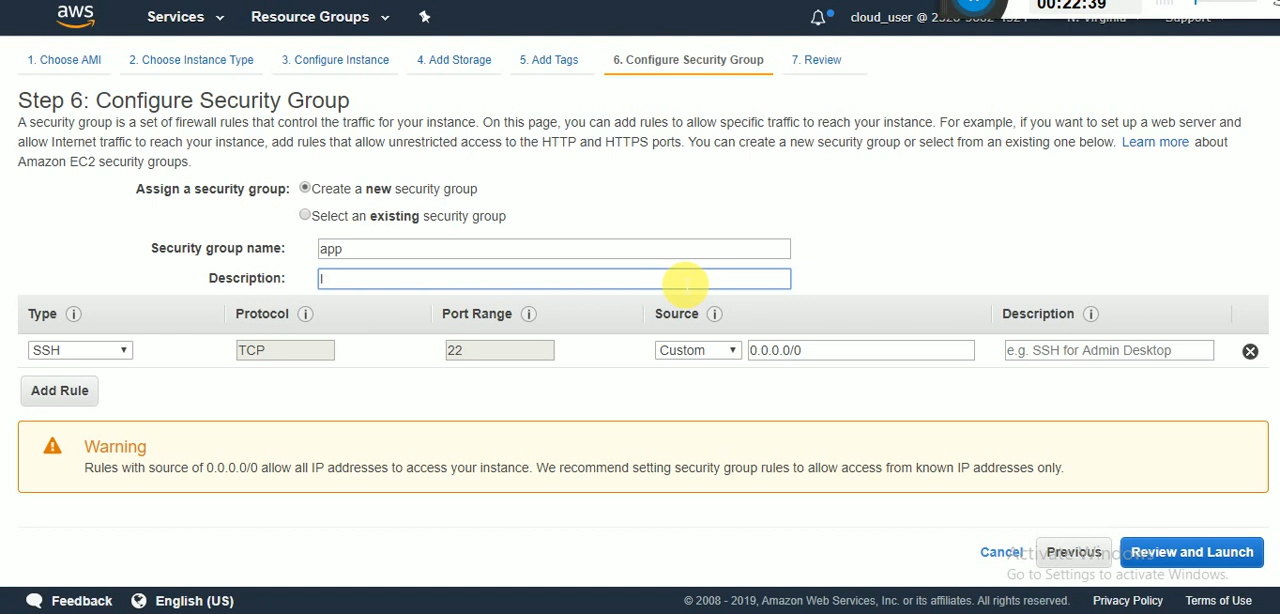 00:22:39
aws Services Resource Groups
1. Choose AMI 2. Choose Instance Type 3. Configure Instance 4. Add Storage 5. Add Tags 6. Configure Security Group 7. Review
Step 6: Configure Security Group
A security group is a set of firewall rules that control the traffic for your instance. On this page, you can add rules to allow specific traffic to reach your instance. For example, if you want to set up a web server and
allow Internet traffic to reach your instance, add rules that allow unrestricted access to the HTTP and HTTPS ports. You can create a new security group or select from an existing one below. Learn more about
Amazon EC2 security groups.
Assign a security group: Create a new security group
Select an existing security group
Security group name: app
Description:
Type i Protocol i Port Range i Source i Description i
SSH TCP 22 Custom 0.0.0.0/0 e.g. SSH for Admin Desktop
Add Rule
Warning
Rules with source of 0.0.0.0/0 allow all IP addresses to access your instance. We recommend setting security group rules to allow access from known IP addresses only.
Cancel Previous Review and Launch
Activate Windows
Go to Settings to activate Windows.
Feedback English (US) © 2008 - 2019, Amazon Web Services, Inc. or its affiliates. All rights reserved. Privacy Policy Terms of Use